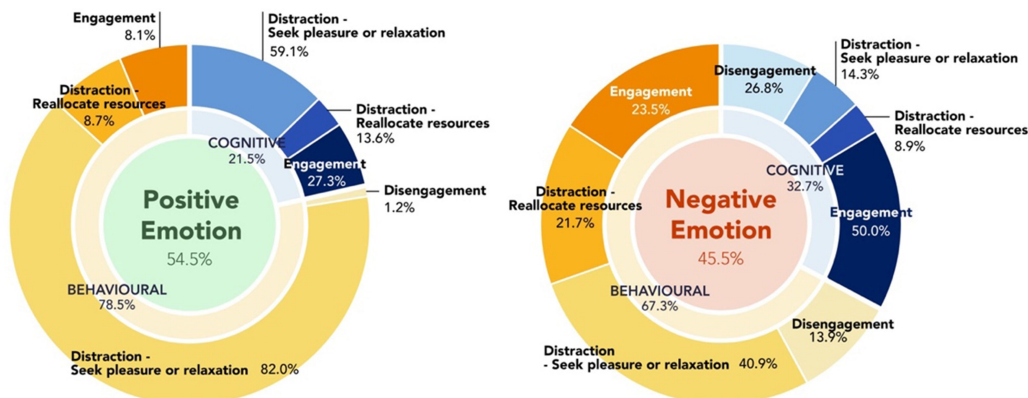 Engagement
8.1%
Distraction -
Seek pleasure or relaxation
59.1%
Distraction -
Reallocate resources
8.7%
Distraction -
Reallocate resources
13.6%
COGNITIVE
21.5%
Engagement
27.3%
Disengagement
1.2%
Positive
Emotion
54.5%
BEHAVIOURAL
78.5%
Distraction -
Seek pleasure or relaxation 82.0%
Disengagement
26.8%
Distraction -
Seek pleasure or relaxation
14.3%
Engagement
23.5%
Distraction -
Reallocate resources
8.9%
COGNITIVE
32.7%
Distraction -
Reallocate resources
21.7%
Negative
Emotion
45.5%
Engagement
50.0%
BEHAVIOURAL
67.3%
Disengagement
13.9%
Distraction
- Seek pleasure or relaxation 40.9%